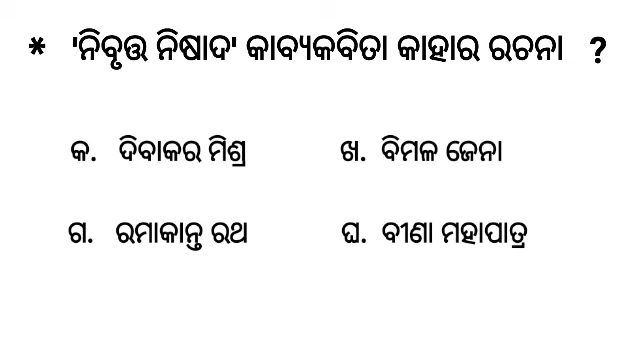 * 'ନିବୃତ୍ତ ନିଷାଦ' କାବ୍ୟକବିତା କାହାର ରଚନା ?
କ. ଦିବାକର ମିଶ୍ର ଖ. ବିମଳ ଜେନା
ଗ. ରମାକାନ୍ତ ରଥ ଘ. ବୀଣା ମହାପାତ୍ର